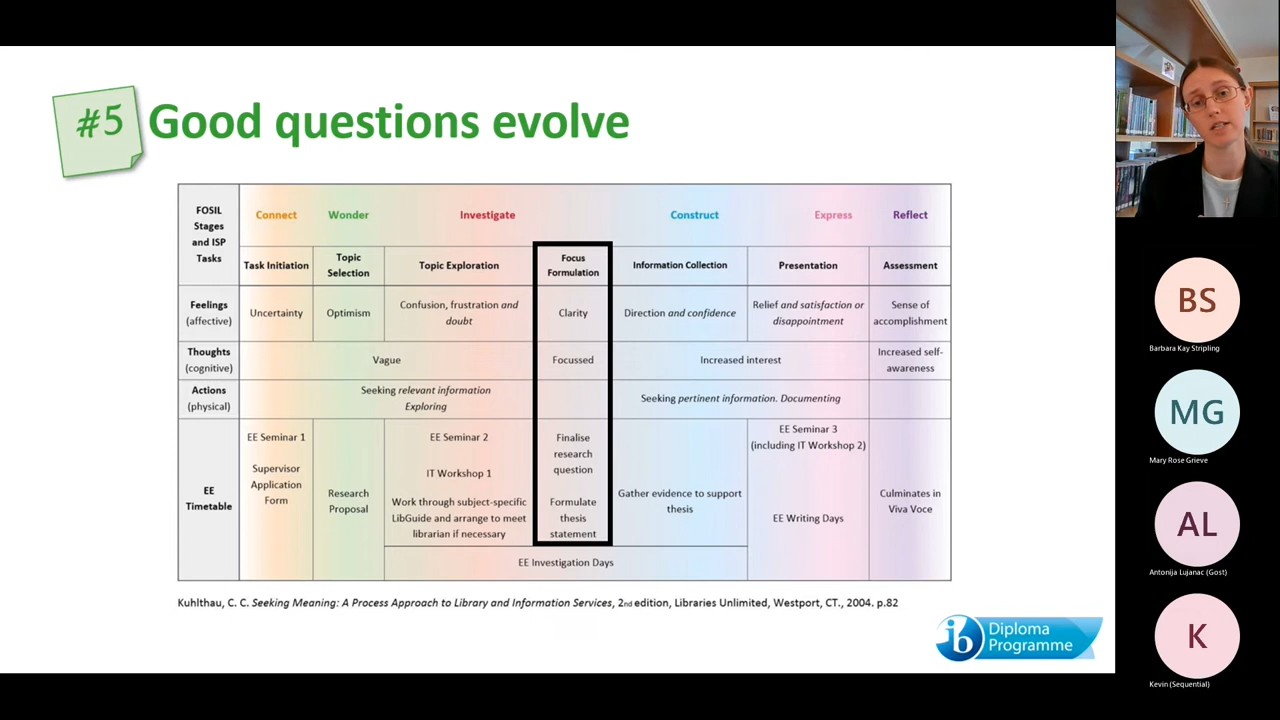 #5 Good questions evolve
FOSIL
Stages
and ISP
Tasks
Connect
Wonder
Investigate
Construct
Express
Reflect
Task Initiation
Topic
Selection
Topic Exploration
Focus
Formulation
Information Collection
Presentation
Assessment
Feelings
(affective)
Uncertainty
Optimism
Confusion, frustration and
doubt
Clarity
Direction and confidence
Relief and satisfaction or
disappointment
Sense of
accomplishment
Thoughts
(cognitive)
Vague
Focussed
Increased interest
Increased self-
awareness
Actions
(physical)
Seeking relevant information
Exploring
Seeking pertinent information. Documenting
EE
Timetable
EE Seminar 1
Supervisor
Application
Form
Research
Proposal
EE Seminar 2
IT Workshop 1
Work through subject-specific
LibGuide and arrange to meet
librarian if necessary
Finalise
research
question
Formulate
thesis
statement
Gather evidence to support
thesis
EE Seminar 3
(including IT Workshop 2)
EE Writing Days
Culminates in
Viva Voce
EE Investigation Days
Kuhlthau, C. C. Seeking Meaning: A Process Approach to Library and Information Services, 2nd edition, Libraries Unlimited, Westport, CT., 2004. p.82
ib
Diploma
Programme
BS
Barbara Kay Stripling
MG
Mary Rose Grieve
AL
Antonija Lujanac (Gost)
K
Kevin (Sequential)